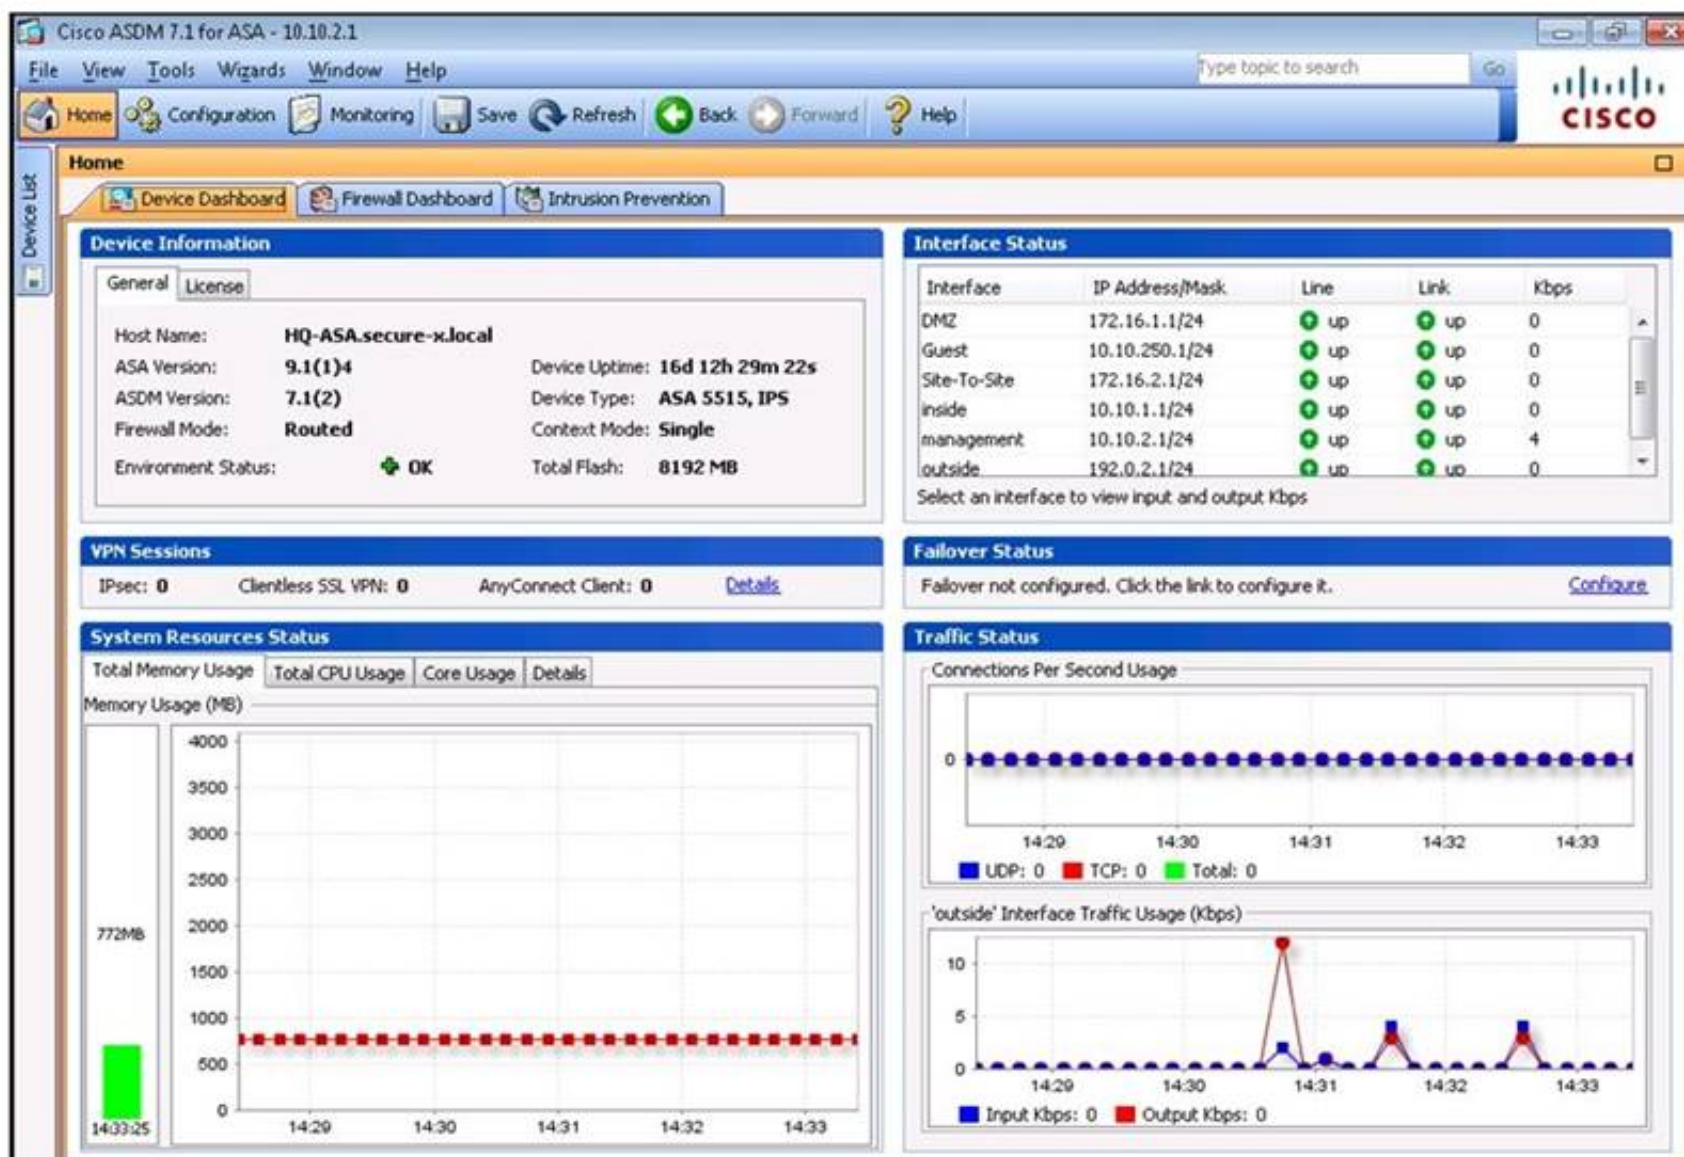 Cisco ASDM 7.1 for ASA - 10.10.2.1
File View Tools Wizards Window Help
Type topic to search Go
CISCO
Home Configuration Monitoring Save Refresh Back Forward Help
Device List
Home
Device Dashboard Firewall Dashboard Intrusion Prevention
Device Information
General License
Host Name: HQ-ASA.secure-x.local
ASA Version: 9.1(1)4 Device Uptime: 16d 12h 29m 22s
ASDM Version: 7.1(2) Device Type: ASA 5515, IPS
Firewall Mode: Routed Context Mode: Single
Environment Status: OK Total Flash: 8192 MB
Interface Status
Interface IP Address/Mask Line Link Kbps
DMZ 172.16.1.1/24 up up 0
Guest 10.10.250.1/24 up up 0
Site-To-Site 172.16.2.1/24 up up 0
inside 10.10.1.1/24 up up 0
management 10.10.2.1/24 up up 4
outside 192.0.2.1/24 up up 0
Select an interface to view input and output Kbps
VPN Sessions
IPsec: 0 Clientless SSL VPN: 0 AnyConnect Client: 0 Details
Failover Status
Failover not configured. Click the link to configure it. Configure
System Resources Status
Total Memory Usage Total CPU Usage Core Usage Details
Memory Usage (MB)
772MB
14:33:25
4000
3500
3000
2500
2000
1500
1000
500
0
14:29 14:30 14:31 14:32 14:33
Traffic Status
Connections Per Second Usage
0
14:29 14:30 14:31 14:32 14:33
UDP: 0 TCP: 0 Total: 0
'outside' Interface Traffic Usage (Kbps)
10
5
0
14:29 14:30 14:31 14:32 14:33
Input Kbps: 0 Output Kbps: 0